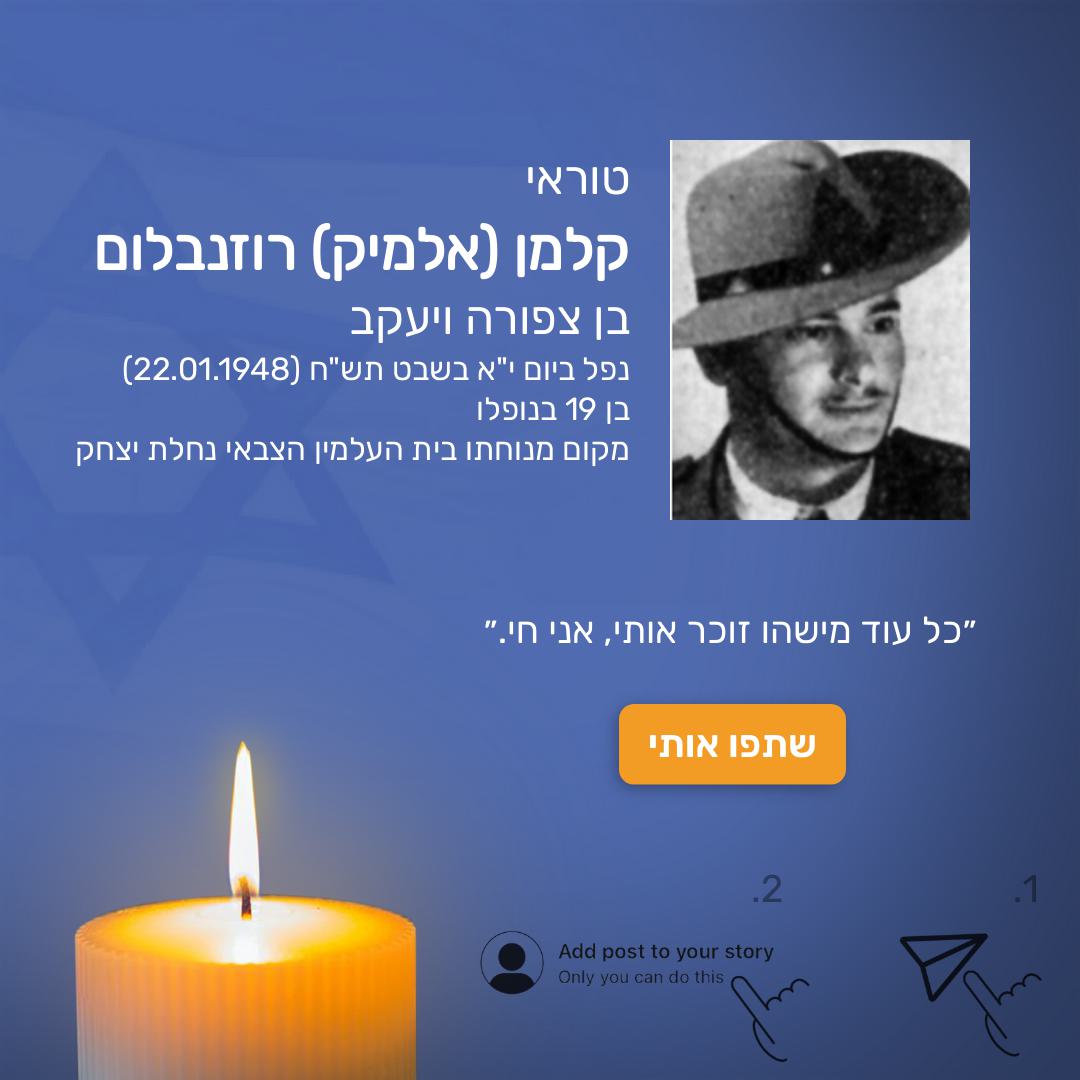 טוראי
קלמן (אלמיק) רוזנבלום
בן צפורה ויעקב
נפל ביום י"א בשבט תש"ח (22.01.1948)
בן 19 בנופלו
מקום מנוחתו בית העלמין הצבאי נחלת יצחק
״כל עוד מישהו זוכר אותי, אני חי.״
שתפו אותי
1.
2.
Add post to your story
Only you can do this